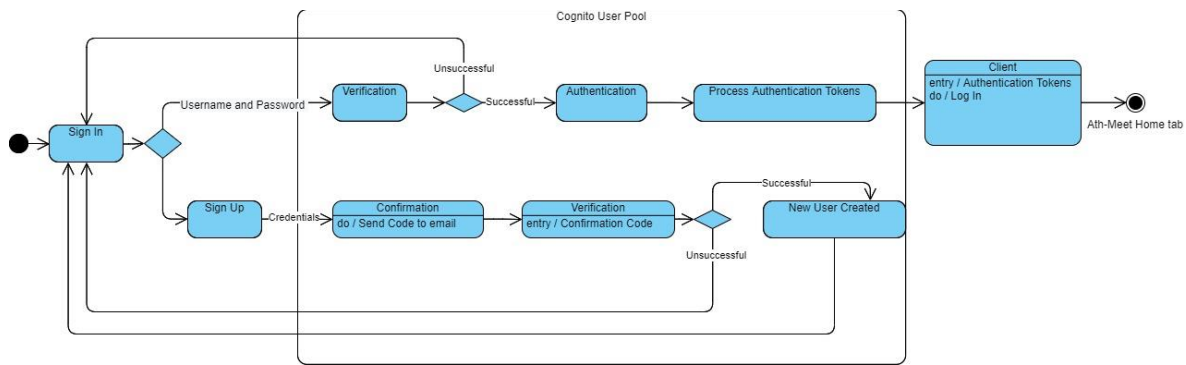 Cognito User Pool
Unsuccessful
Client
entry / Authentication Tokens
do / Log In
Username and Password
Verification
Successful
Authentication
Process Authentication Tokens
Ath-Meet Home tab
Sign In
Successful
Sign Up
Credentials
Confirmation
do / Send Code to email
Verification
entry / Confirmation Code
New User Created
Unsuccessful